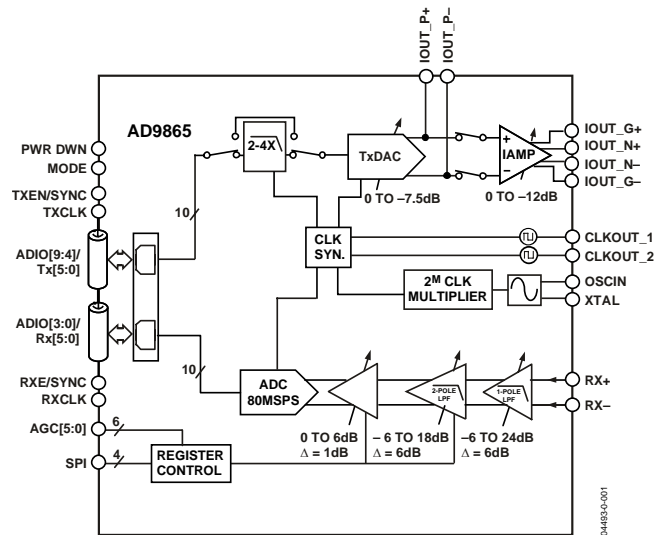 IOUT_P+
IOUT_P–
AD9865
PWR DWN
MODE
TXEN/SYNC
TXCLK
ADIO[9:4]/
Tx[5:0]
ADIO[3:0]/
Rx[5:0]
RXE/SYNC
RXCLK
AGC[5:0]
SPI
10
10
6
4
2-4X
TxDAC
0 TO –7.5dB
+
–
IAMP
0 TO –12dB
IOUT_G+
IOUT_N+
IOUT_N–
IOUT_G–
CLK
SYN.
CLKOUT_1
CLKOUT_2
2M CLK
MULTIPLIER
OSCIN
XTAL
ADC
80MSPS
2-POLE
LPF
1-POLE
LPF
RX+
RX–
0 TO 6dB
Δ = 1dB
– 6 TO 18dB
Δ = 6dB
–6 TO 24dB
Δ = 6dB
REGISTER
CONTROL
04493-0-001